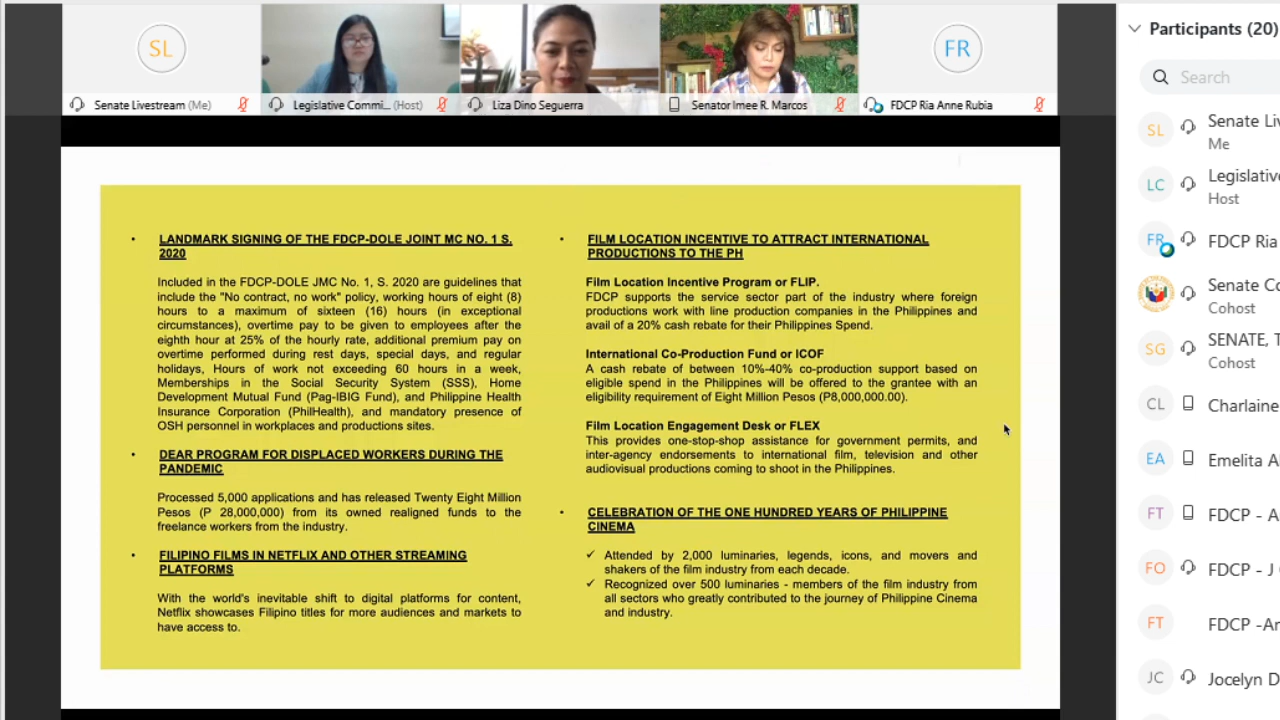 SL
FR
Senate Livestream (Me)
Legislative Commi... (Host)
Liza Dino Seguerra
Senator Imee R. Marcos
FDCP Ria Anne Rubia
• LANDMARK SIGNING OF THE FDCP-DOLE JOINT MC NO. 1 S.
2020
Included in the FDCP-DOLE JMC No. 1, S. 2020 are guidelines that
include the "No contract, no work" policy, working hours of eight (8)
hours to a maximum of sixteen (16) hours (in exceptional
circumstances), overtime pay to be given to employees after the
eighth hour at 25% of the hourly rate, additional premium pay on
overtime performed during rest days, special days, and regular
holidays, Hours of work not exceeding 60 hours in a week,
Memberships in the Social Security System (SSS), Home
Development Mutual Fund (Pag-IBIG Fund), and Philippine Health
Insurance Corporation (PhilHealth), and mandatory presence of
OSH personnel in workplaces and productions sites.
• DEAR PROGRAM FOR DISPLACED WORKERS DURING THE
PANDEMIC
Processed 5,000 applications and has released Twenty Eight Million
Pesos (P 28,000,000) from its owned realigned funds to the
freelance workers from the industry.
• FILIPINO FILMS IN NETFLIX AND OTHER STREAMING
PLATFORMS
With the world's inevitable shift to digital platforms for content,
Netflix showcases Filipino titles for more audiences and markets to
have access to.
• FILM LOCATION INCENTIVE TO ATTRACT INTERNATIONAL
PRODUCTIONS TO THE PH
Film Location Incentive Program or FLIP.
FDCP supports the service sector part of the industry where foreign
productions work with line production companies in the Philippines and
avail of a 20% cash rebate for their Philippines Spend.
International Co-Production Fund or ICOF
A cash rebate of between 10%-40% co-production support based on
eligible spend in the Philippines will be offered to the grantee with an
eligibility requirement of Eight Million Pesos (P8,000,000.00).
Film Location Engagement Desk or FLEX
This provides one-stop-shop assistance for government permits, and
inter-agency endorsements to international film, television and other
audiovisual productions coming to shoot in the Philippines.
• CELEBRATION OF THE ONE HUNDRED YEARS OF PHILIPPINE
CINEMA
✓ Attended by 2,000 luminaries, legends, icons, and movers and
shakers of the film industry from each decade.
✓ Recognized over 500 luminaries - members of the film industry from
all sectors who greatly contributed to the journey of Philippine Cinema
and industry.
Participants (20)
Search
SL Senate Liv
Me
LC Legislative
Host
FR FDCP Ria
Senate Co
Cohost
SG SENATE, T
Cohost
CL Charlaine
EA Emelita A
FT FDCP - A
FO FDCP - J
FT FDCP -Ar
JC Jocelyn D